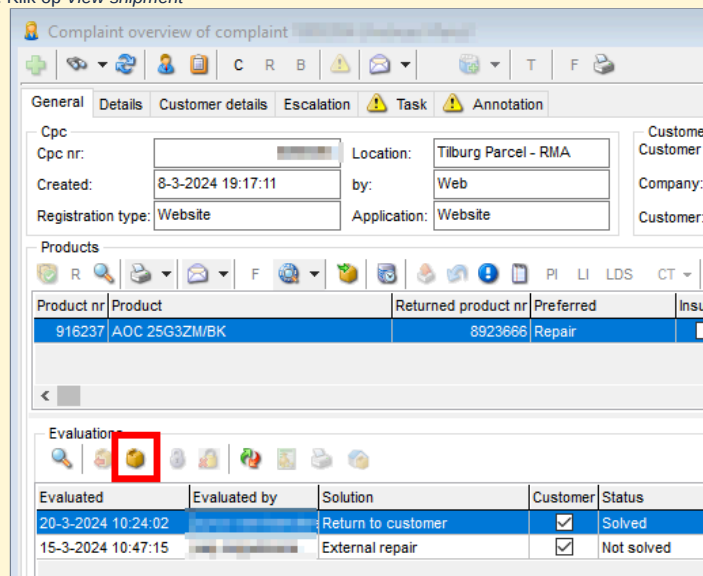 Klik op View shipment
Complaint overview of complaint
C R B T F
General Details Customer details Escalation Task Annotation
Cpc Custome
Cpc nr: Location: Tilburg Parcel - RMA Customer
Created: 8-3-2024 19:17:11 by: Web Company:
Registration type: Website Application: Website Customer:
Products
R F PI LI LDS CT
Product nr Product Returned product nr Preferred Insu
916237 AOC 25G3ZM/BK 8923666 Repair
Evaluations
Evaluated Evaluated by Solution Customer Status
20-3-2024 10:24:02 Return to customer Solved
15-3-2024 10:47:15 External repair Not solved